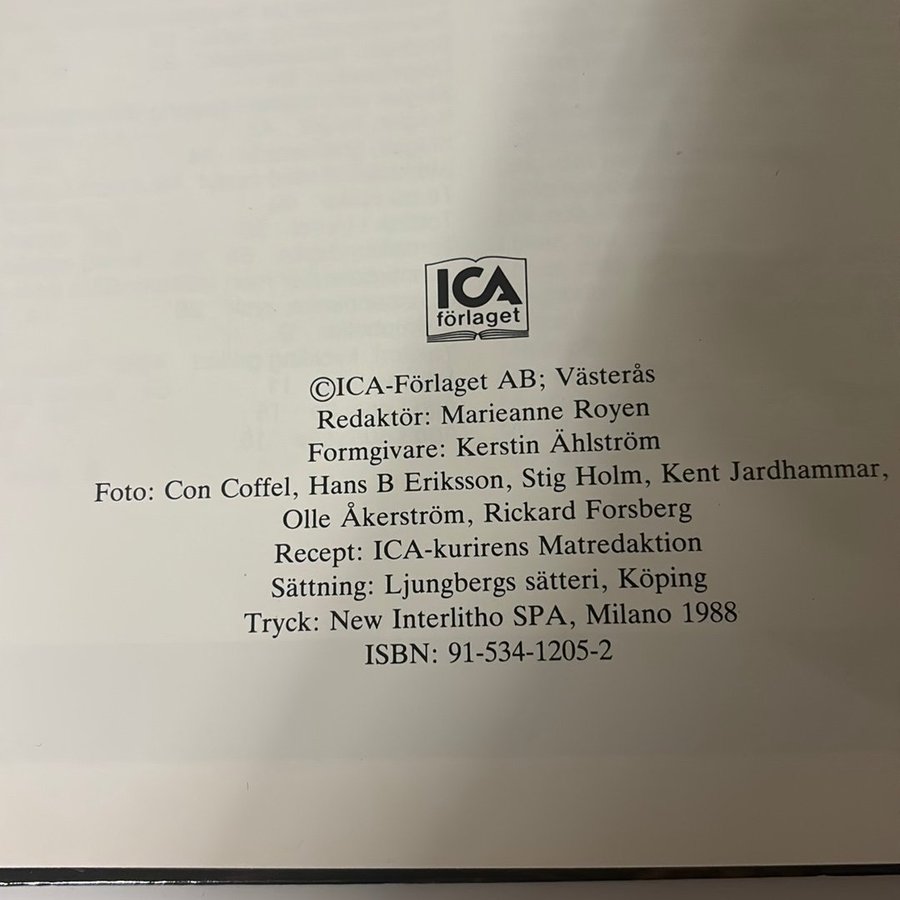 ICA
förlaget
©ICA-Förlaget AB; Västerås
Redaktör: Marieanne Royen
Formgivare: Kerstin Ählström
Foto: Con Coffel, Hans B Eriksson, Stig Holm, Kent Jardhammar,
Olle Åkerström, Rickard Forsberg
Recept: ICA-kurirens Matredaktion
Sättning: Ljungbergs sätteri, Köping
Tryck: New Interlitho SPA, Milano 1988
ISBN: 91-534-1205-2